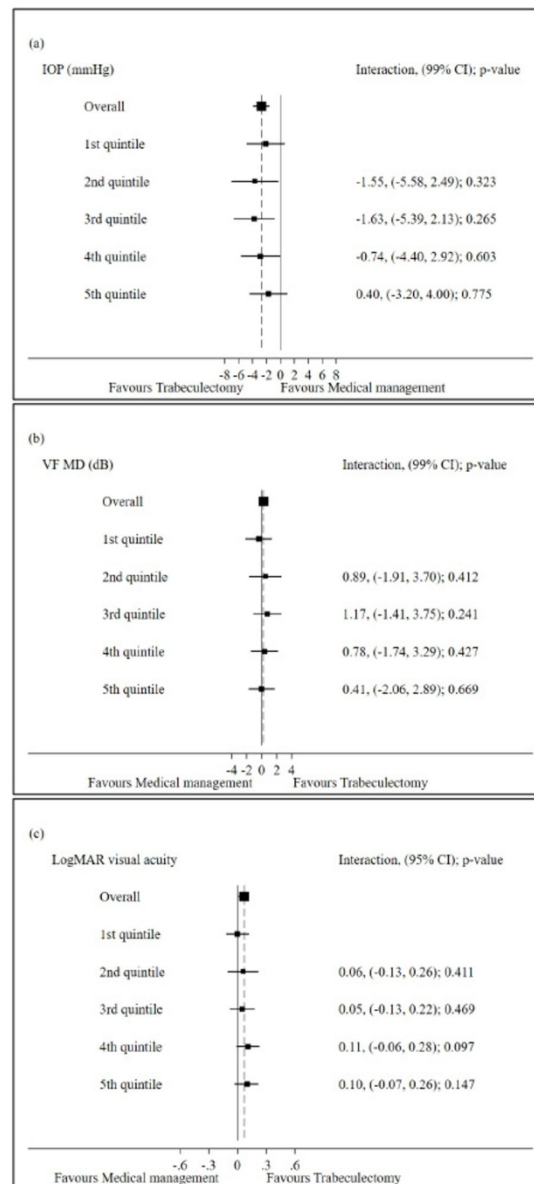 (a)
IOP (mmHg) Interaction, (99% CI); p-value
Overall
1st quintile
2nd quintile -1.55, (-5.58, 2.49); 0.323
3rd quintile -1.63, (-5.39, 2.13); 0.265
4th quintile -0.74, (-4.40, 2.92); 0.603
5th quintile 0.40, (-3.20, 4.00); 0.775
-8 -6 -4 -2 0 2 4 6 8
Favours Trabeculectomy Favours Medical management
(b)
VF MD (dB) Interaction, (99% CI); p-value
Overall
1st quintile
2nd quintile 0.89, (-1.91, 3.70); 0.412
3rd quintile 1.17, (-1.41, 3.75); 0.241
4th quintile 0.78, (-1.74, 3.29); 0.427
5th quintile 0.41, (-2.06, 2.89); 0.669
-4 -2 0 2 4
Favours Medical management Favours Trabeculectomy
(c)
LogMAR visual acuity Interaction, (95% CI); p-value
Overall
1st quintile
2nd quintile 0.06, (-0.13, 0.26); 0.411
3rd quintile 0.05, (-0.13, 0.22); 0.469
4th quintile 0.11, (-0.06, 0.28); 0.097
5th quintile 0.10, (-0.07, 0.26); 0.147
-.6 -.3 0 .3 .6
Favours Medical management Favours Trabeculectomy